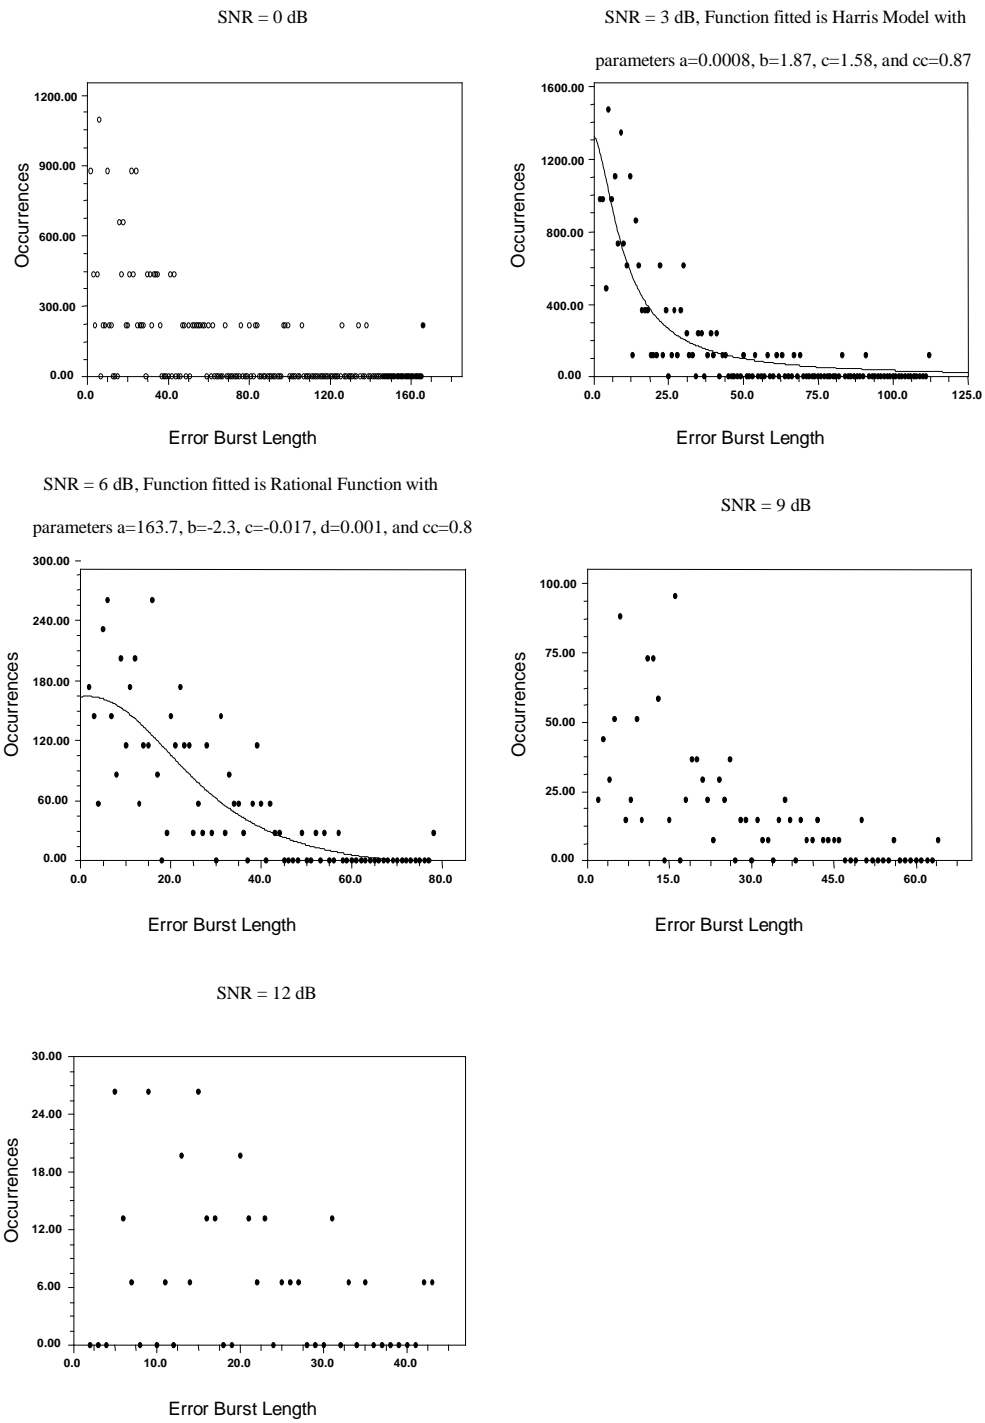 SNR = 0 dB
1200.00
900.00
600.00
300.00
0.00
Occurrences
0.0 40.0 80.0 120.0 160.0
Error Burst Length
SNR = 3 dB, Function fitted is Harris Model with
parameters a=0.0008, b=1.87, c=1.58, and cc=0.87
1600.00
1200.00
800.00
400.00
0.00
Occurrences
0.0 25.0 50.0 75.0 100.0 125.0
Error Burst Length
SNR = 6 dB, Function fitted is Rational Function with
parameters a=163.7, b=-2.3, c=-0.017, d=0.001, and cc=0.8
300.00
240.00
180.00
120.00
60.00
0.00
Occurrences
0.0 20.0 40.0 60.0 80.0
Error Burst Length
SNR = 9 dB
100.00
75.00
50.00
25.00
0.00
Occurrences
0.0 15.0 30.0 45.0 60.0
Error Burst Length
SNR = 12 dB
30.00
24.00
18.00
12.00
6.00
0.00
Occurrences
0.0 10.0 20.0 30.0 40.0
Error Burst Length